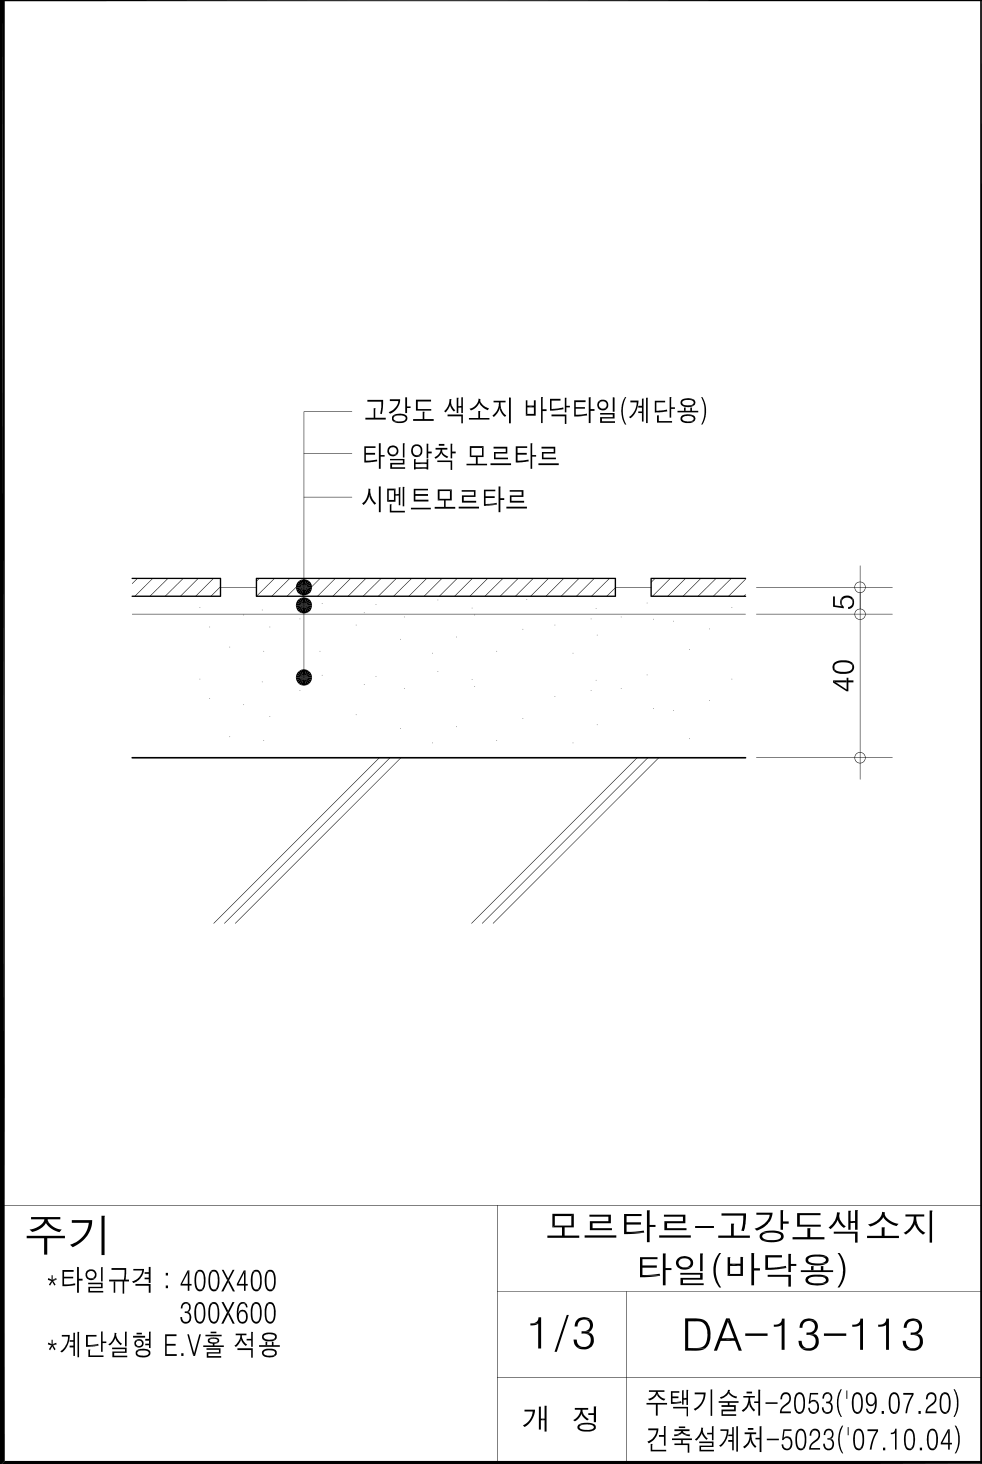 고강도 색소지 바닥타일(계단용)
타일압착 모르타르
시멘트모르타르
5
40
주기
*타일규격 : 400X400
300X600
*계단실형 E.V홀 적용
모르타르-고강도색소지
타일(바닥용)
1/3
DA-13-113
개 정
주택기술처-2053('09.07.20)
건축설계처-5023('07.10.04)